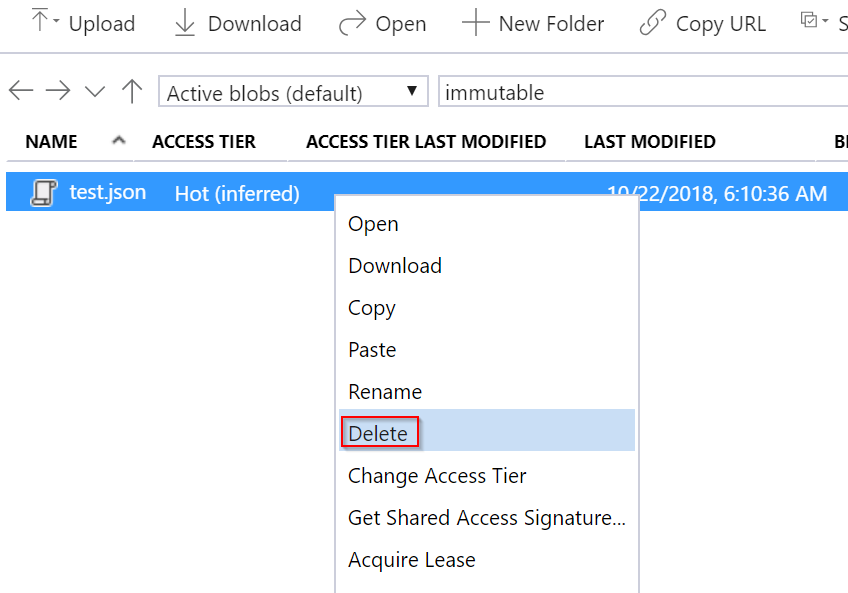 Upload Download Open New Folder Copy URL S
Active blobs (default) immutable
NAME ACCESS TIER ACCESS TIER LAST MODIFIED LAST MODIFIED
test.json Hot (inferred) 10/22/2018, 6:10:36 AM
Open
Download
Copy
Paste
Rename
Delete
Change Access Tier
Get Shared Access Signature...
Acquire Lease